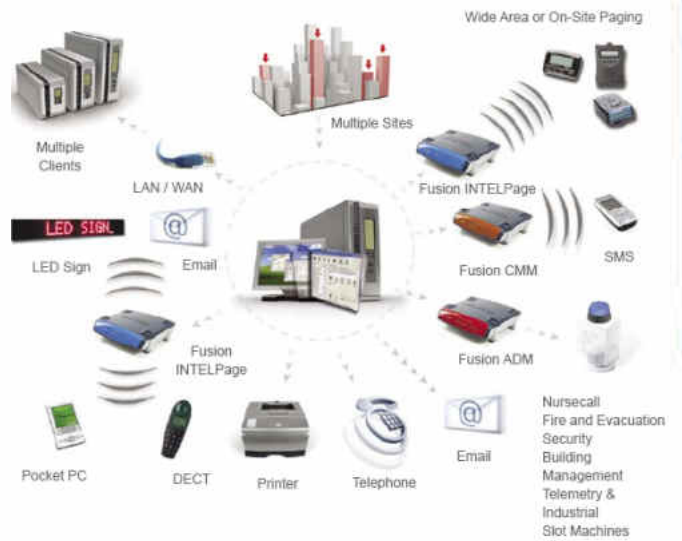 Wide Area or On-Site Paging
Multiple Sites
Multiple
Clients
LAN / WAN
Fusion INTELPage
LED SIGN
LED Sign
Email
Fusion CMM
SMS
Fusion
INTELPage
Fusion ADM
Pocket PC
DECT
Printer
Telephone
Email
Nursecall
Fire and Evacuation
Security
Building
Management
Telemetry &
Industrial
Slot Machines